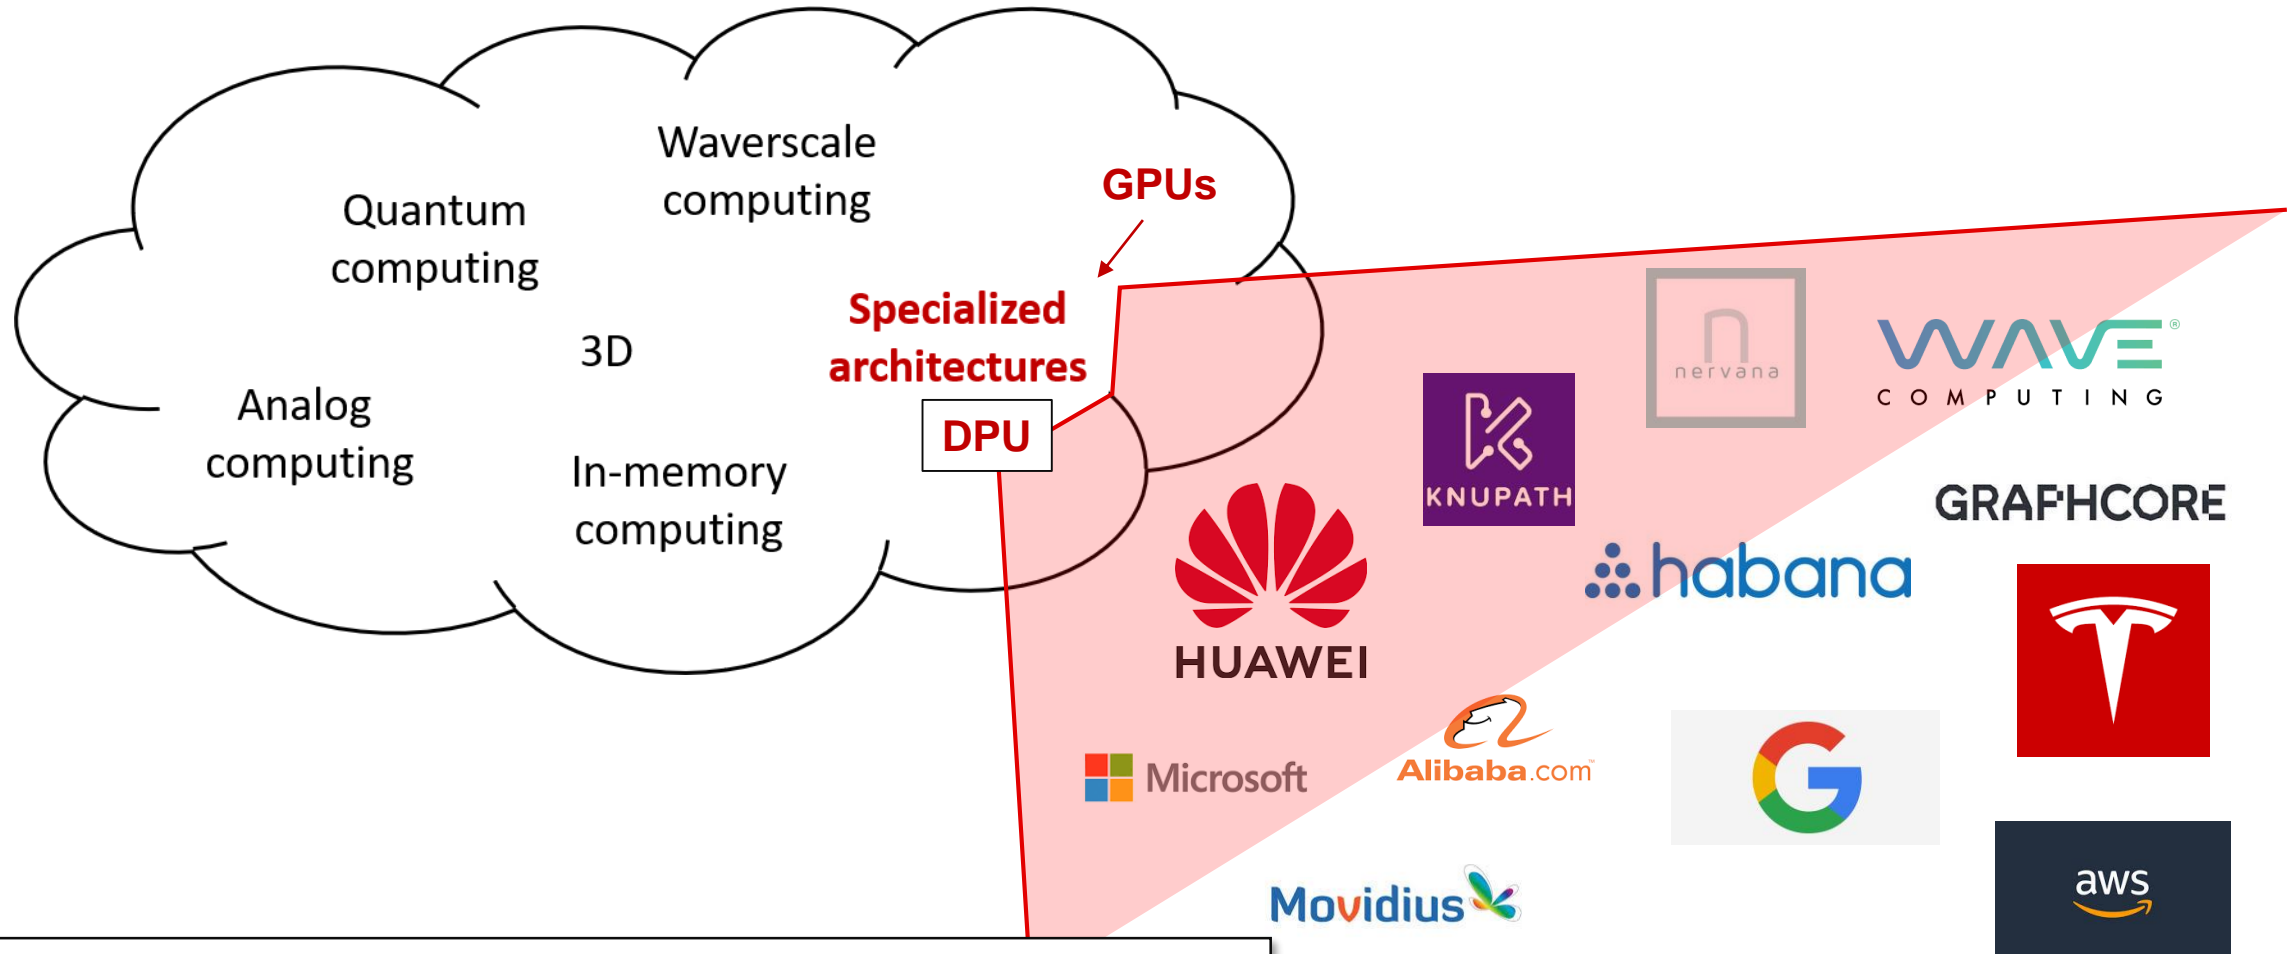 Waverscale
computing
GPUs
Quantum
computing
Specialized
architectures
3D
DPU
Analog
computing
In-memory
computing
n
nervana
WAVE®
COMPUTING
KNUPATH
GRAPHCORE
habana
HUAWEI
T
Microsoft
Alibaba.com™
G
Movidius
aws